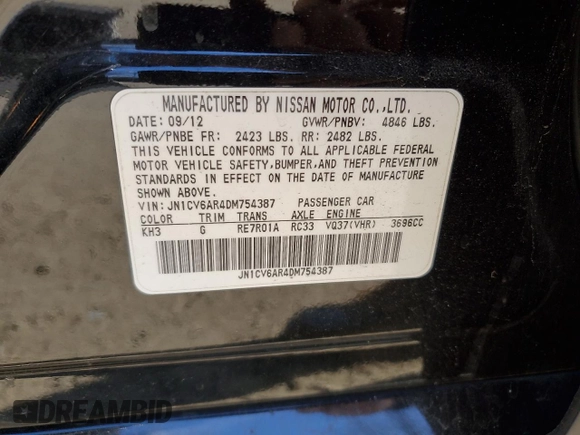 MANUFACTURED BY NISSAN MOTOR CO.,LTD.
DATE: 09/12 GVWR/PNBV: 4846 LBS.
GAWR/PNBE FR: 2423 LBS. RR: 2482 LBS.
THIS VEHICLE CONFORMS TO ALL APPLICABLE FEDERAL
MOTOR VEHICLE SAFETY,BUMPER,AND THEFT PREVENTION
STANDARDS IN EFFECT ON THE DATE OF MANUFACTURE
SHOWN ABOVE.
VIN: JN1CV6AR4DM754387 PASSENGER CAR
COLOR TRIM TRANS AXLE ENGINE
KH3 G RE7R01A RC33 VQ37(VHR) 3696CC
JN1CV6AR4DM754387
DREAMBID